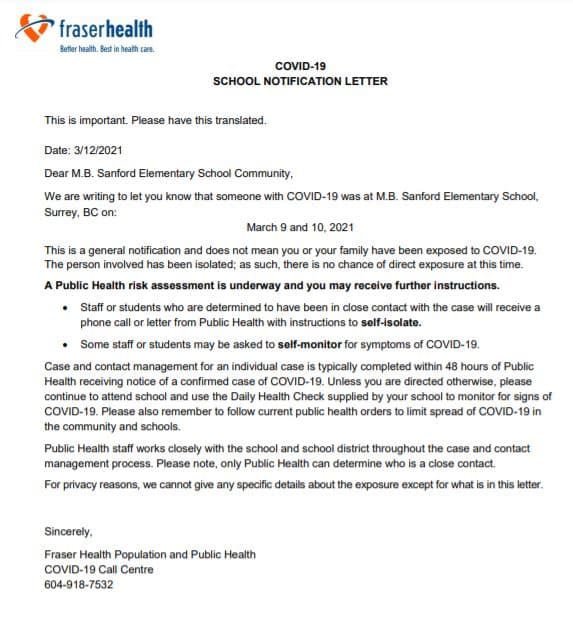 fraserhealth
Better health. Best in health care.
COVID-19
SCHOOL NOTIFICATION LETTER
This is important. Please have this translated.
Date: 3/12/2021
Dear M.B. Sanford Elementary School Community,
We are writing to let you know that someone with COVID-19 was at M.B. Sanford Elementary School,
Surrey, BC on:
March 9 and 10, 2021
This is a general notification and does not mean you or your family have been exposed to COVID-19.
The person involved has been isolated; as such, there is no chance of direct exposure at this time.
A Public Health risk assessment is underway and you may receive further instructions.
• Staff or students who are determined to have been in close contact with the case will receive a
phone call or letter from Public Health with instructions to self-isolate.
• Some staff or students may be asked to self-monitor for symptoms of COVID-19.
Case and contact management for an individual case is typically completed within 48 hours of Public
Health receiving notice of a confirmed case of COVID-19. Unless you are directed otherwise, please
continue to attend school and use the Daily Health Check supplied by your school to monitor for signs of
COVID-19. Please also remember to follow current public health orders to limit spread of COVID-19 in
the community and schools.
Public Health staff works closely with the school and school district throughout the case and contact
management process. Please note, only Public Health can determine who is a close contact.
For privacy reasons, we cannot give any specific details about the exposure except for what is in this letter.
Sincerely,
Fraser Health Population and Public Health
COVID-19 Call Centre
604-918-7532